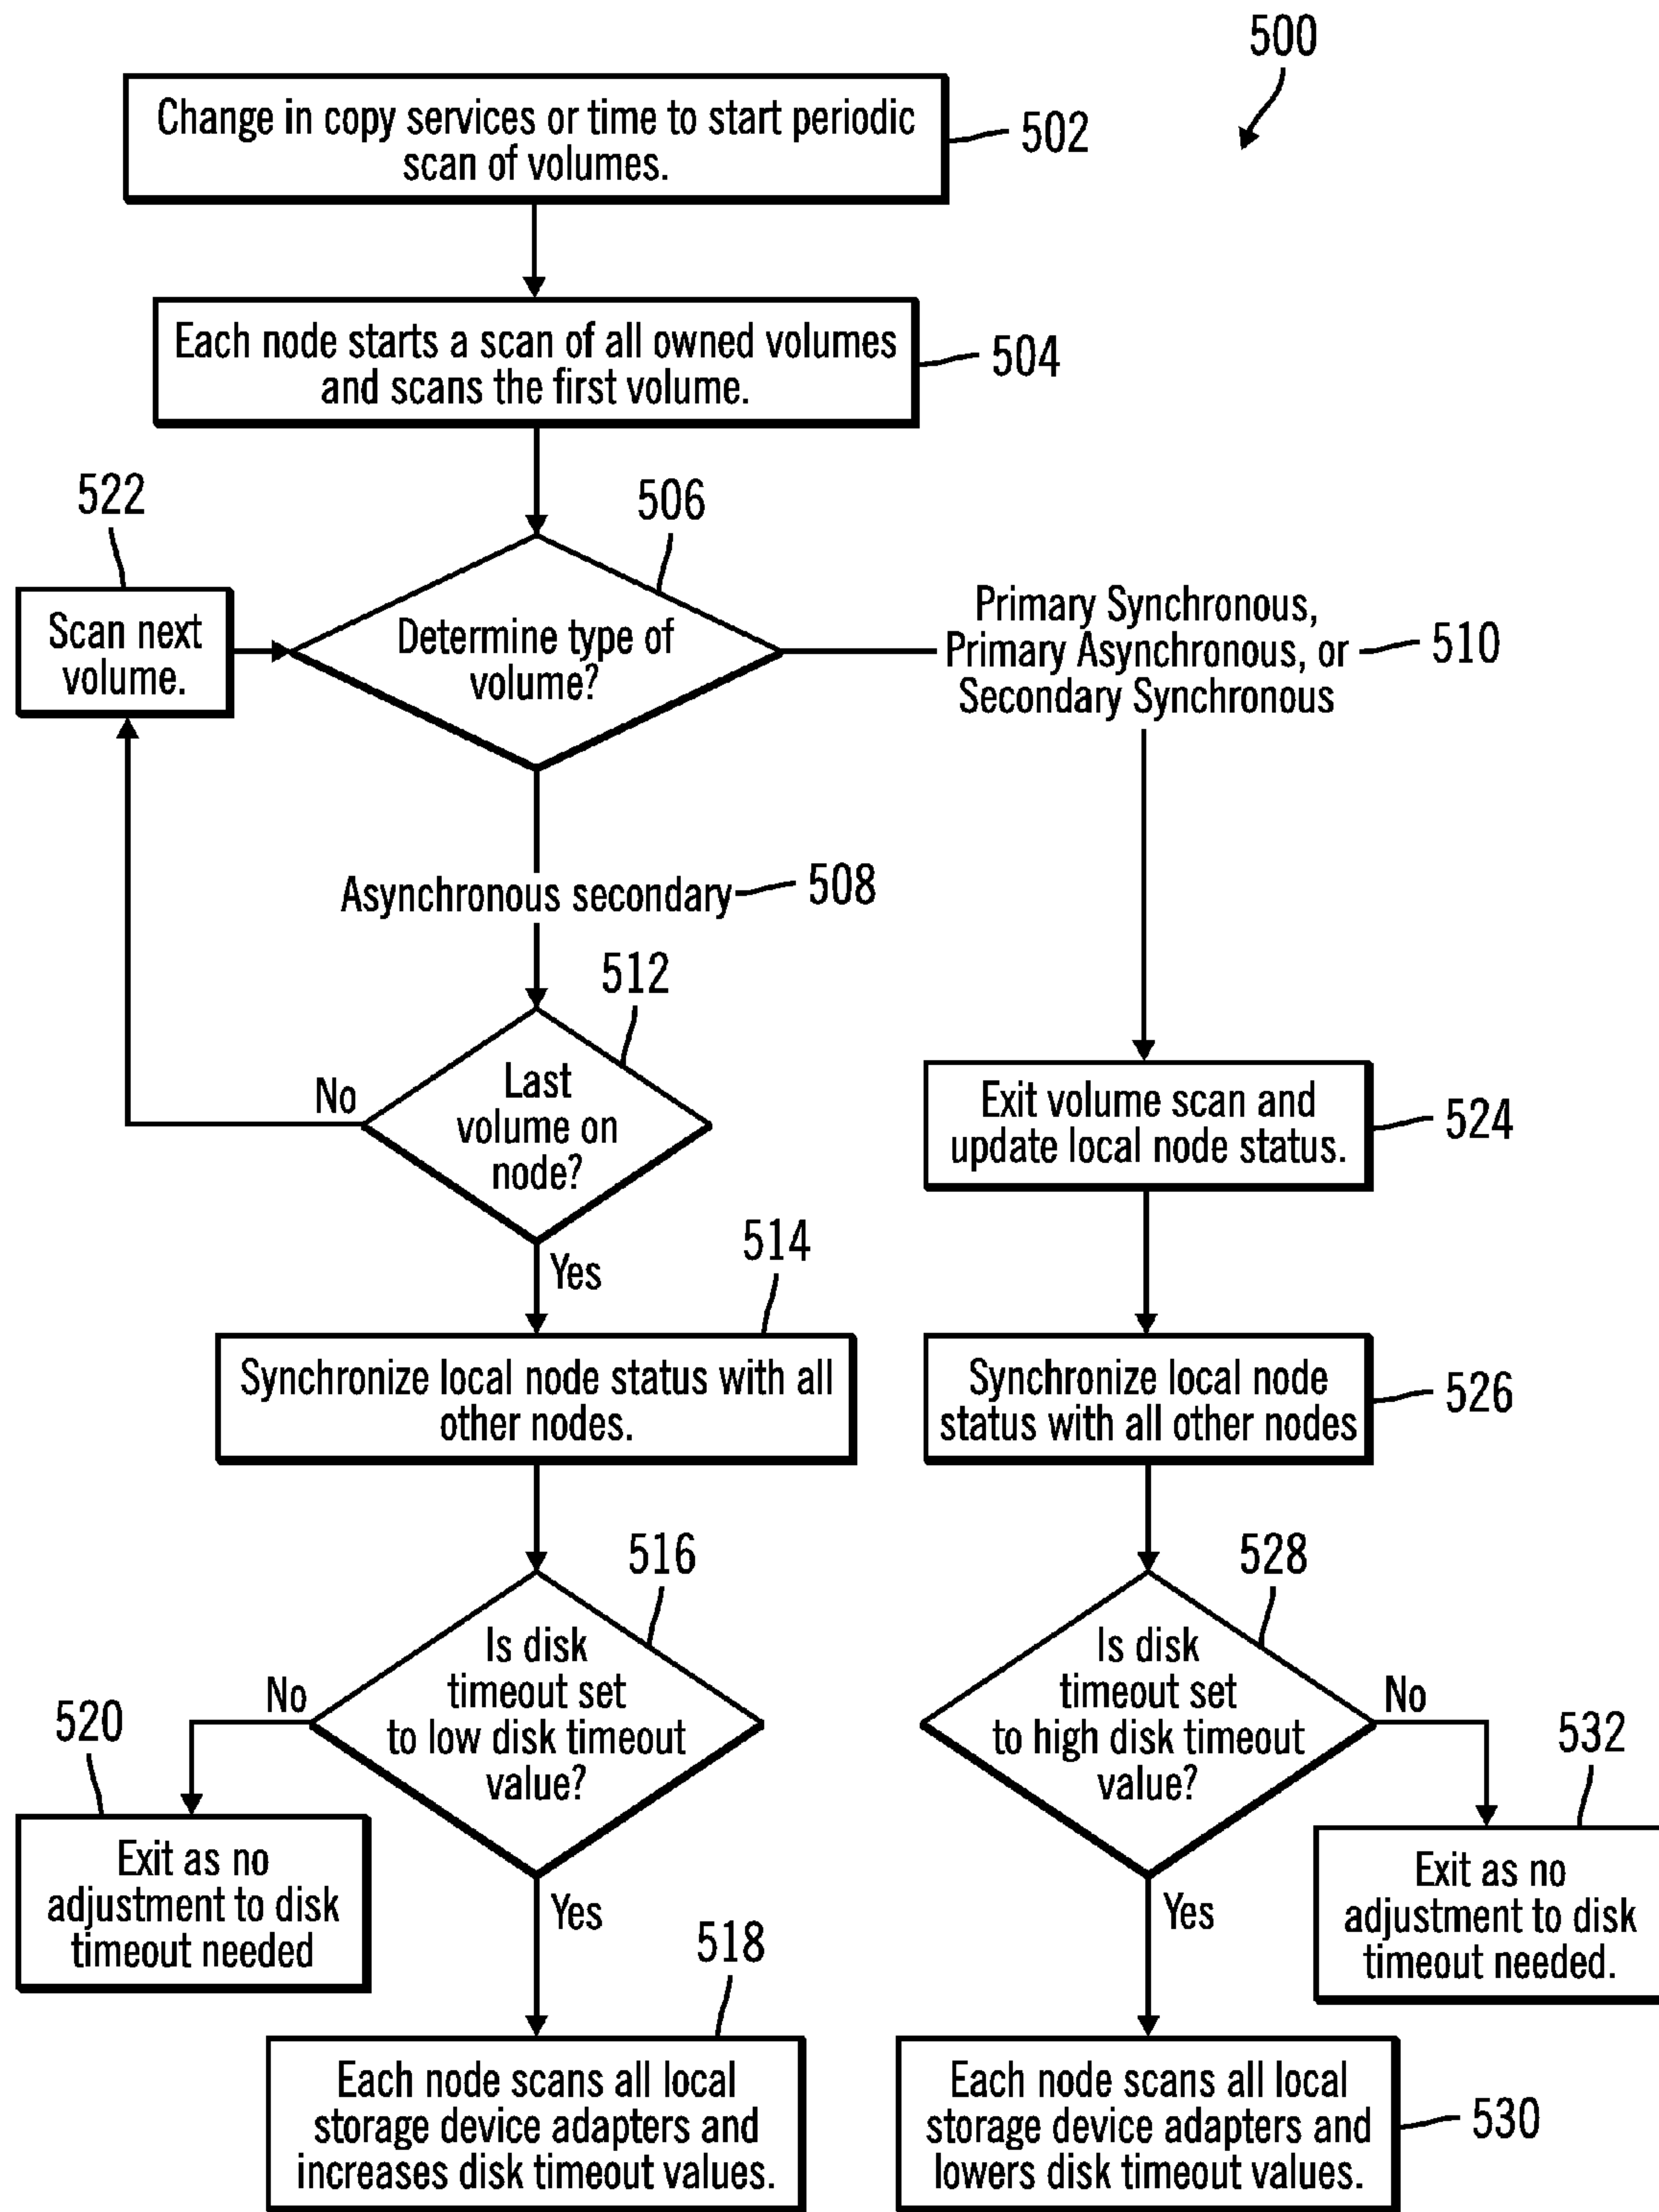 500
Change in copy services or time to start periodic
scan of volumes.
502
Each node starts a scan of all owned volumes
and scans the first volume.
504
522
506
Scan next
volume.
Determine type of
volume?
Primary Synchronous,
Primary Asynchronous, or
Secondary Synchronous
510
Asynchronous secondary
508
512
Last
volume on
node?
No
Yes
Exit volume scan and
update local node status.
524
514
Synchronize local node status with all
other nodes.
Synchronize local node
status with all other nodes
526
516
Is disk
timeout set
to low disk timeout
value?
No
Yes
528
Is disk
timeout set
to high disk timeout
value?
No
Yes
520
Exit as no
adjustment to disk
timeout needed
532
Exit as no
adjustment to disk
timeout needed.
518
Each node scans all local
storage device adapters and
increases disk timeout values.
Each node scans all local
storage device adapters and
lowers disk timeout values.
530